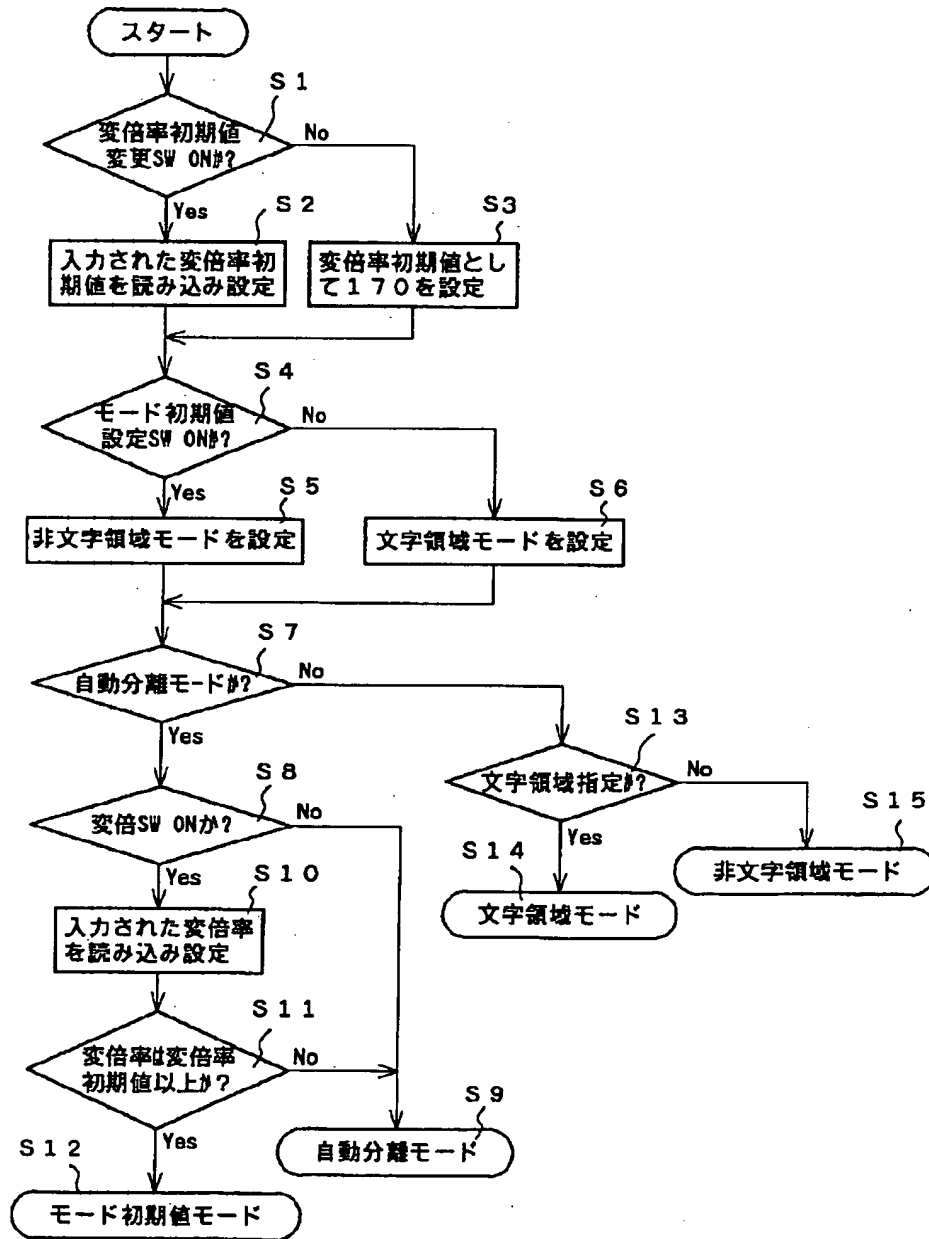 スタート
S1
変倍率初期値
変更SW ONか?
No
Yes
S2
入力された変倍率初
期値を読み込み設定
S3
変倍率初期値とし
て170を設定
S4
モード初期値
設定SW ONか?
No
Yes
S5
非文字領域モードを設定
S6
文字領域モードを設定
S7
自動分離モードか?
No
Yes
S8
変倍SW ONか?
No
Yes
S13
文字領域指定か?
No
Yes
S14
文字領域モード
S15
非文字領域モード
S10
入力された変倍率
を読み込み設定
S11
変倍率は変倍率
初期値以上か?
No
Yes
S9
自動分離モード
S12
モード初期値モード